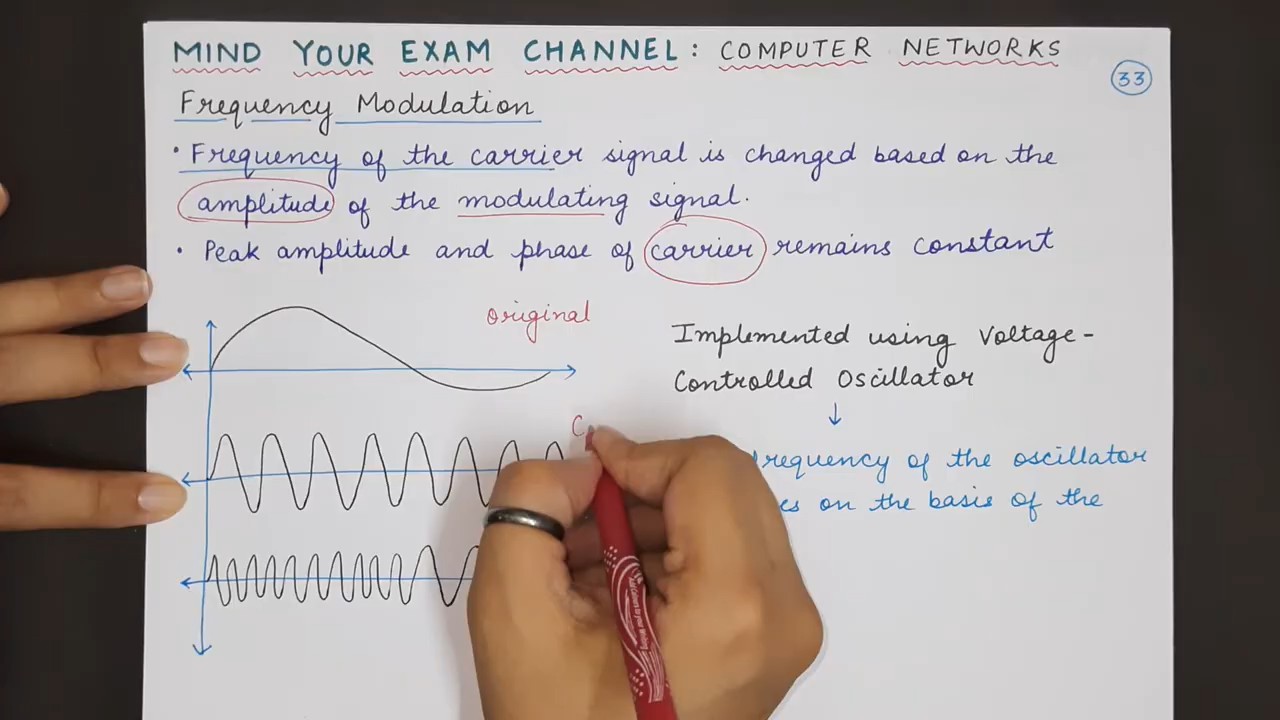 MIND YOUR EXAM CHANNEL: COMPUTER NETWORKS
33
Frequency Modulation
• Frequency of the carrier signal is changed based on the
amplitude of the modulating signal.
• Peak amplitude and phase of carrier remains constant
original
Implemented using Voltage-
Controlled Oscillator
↓
frequency of the oscillator
on the basis of the